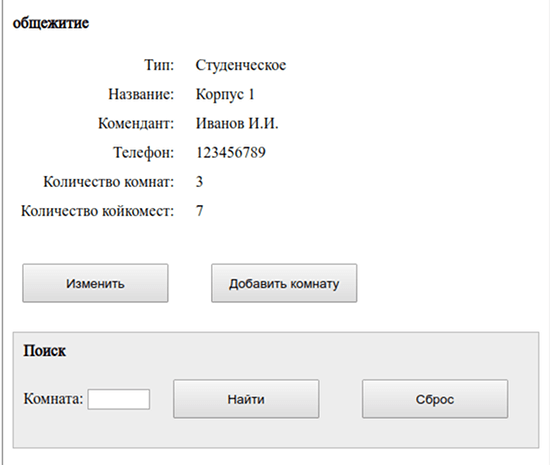 общежитие
Тип: Студенческое
Название: Корпус 1
Комендант: Иванов И.И.
Телефон: 123456789
Количество комнат: 3
Количество койкомест: 7
Изменить Добавить комнату
Поиск
Комната: Найти Сброс